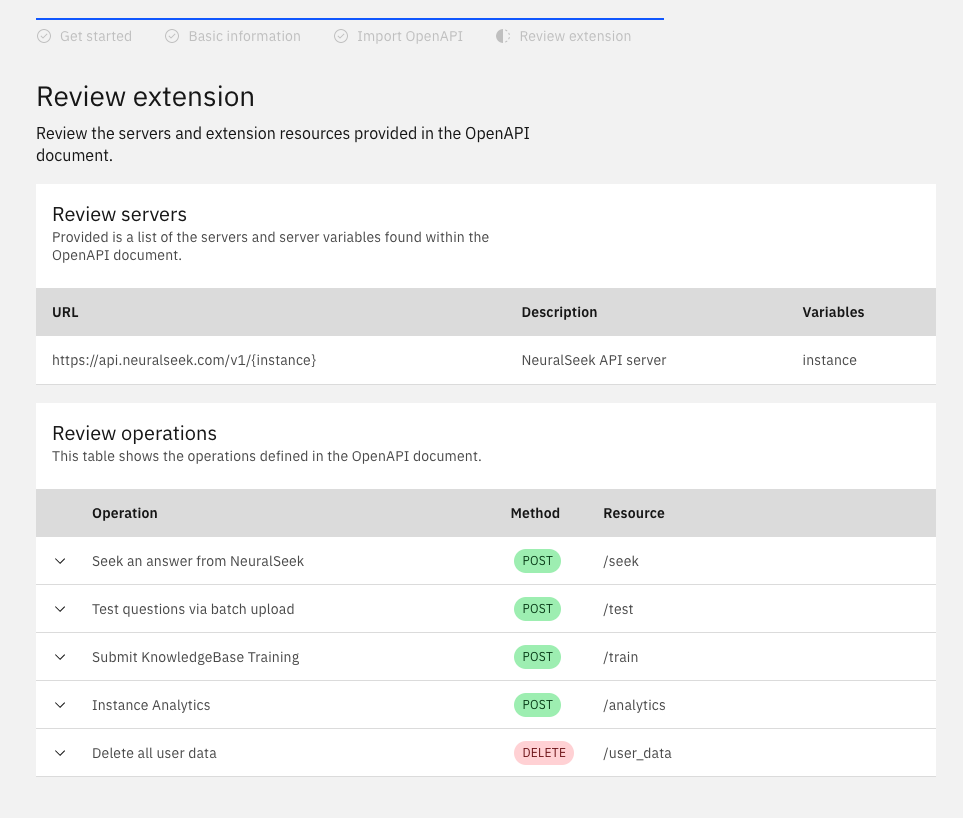 Get started Basic information Import OpenAPI Review extension
Review extension
Review the servers and extension resources provided in the OpenAPI
document.
Review servers
Provided is a list of the servers and server variables found within the
OpenAPI document.
URL Description Variables
https://api.neuralseek.com/v1/{instance} NeuralSeek API server instance
Review operations
This table shows the operations defined in the OpenAPI document.
Operation Method Resource
Seek an answer from NeuralSeek POST /seek
Test questions via batch upload POST /test
Submit KnowledgeBase Training POST /train
Instance Analytics POST /analytics
Delete all user data DELETE /user_data